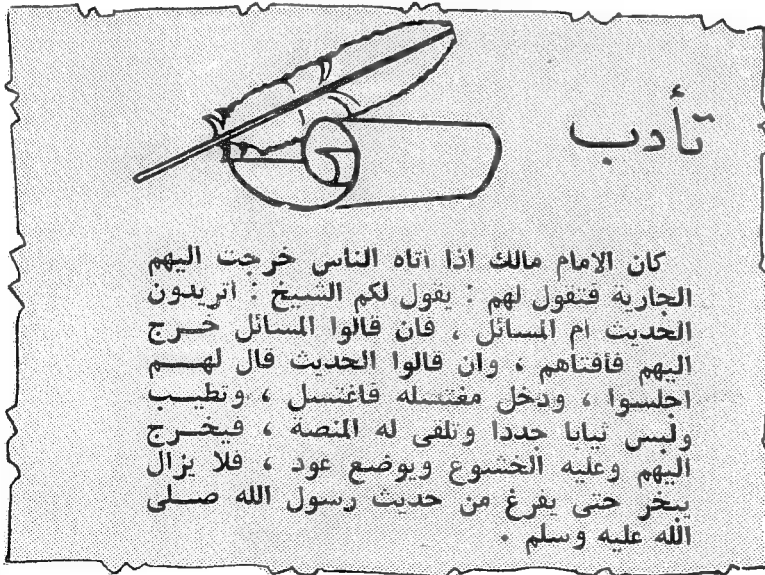 تأدب
كان الامام مالك اذا أتاه الناس خرجت اليهم
الجارية فتقول لهم : يقول لكم الشيخ : أتريدون
الحديث أم المسائل ، فان قالوا المسائل خرج
اليهم فأفتاهم ، وان قالوا الحديث قال لهم
اجلسوا ، ودخل مغتسله فاغتسل ، وتطيب
ولبس ثيابا جددا وتلقى له المنصة ، فيخرج
اليهم وعليه الخشوع ويوضع عود ، فلا يزال
يبخر حتى يفرغ من حديث رسول الله صلى
الله عليه وسلم .